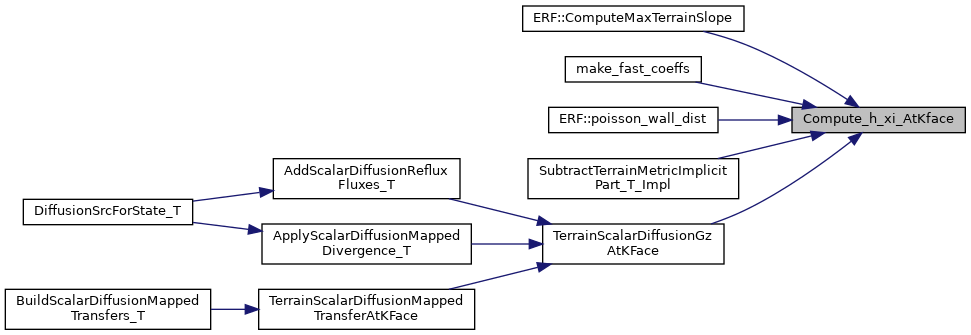 ERF::ComputeMaxTerrainSlope
make_fast_coeffs
ERF::poisson_wall_dist
Compute_h_xi_AtKface
SubtractTerrainMetricImplicit
Part_T_Impl
AddScalarDiffusionReflux
Fluxes_T
DiffusionSrcForState_T
ApplyScalarDiffusionMapped
Divergence_T
TerrainScalarDiffusionGz
AtKFace
BuildScalarDiffusionMapped
Transfers_T
TerrainScalarDiffusionMapped
TransferAtKFace